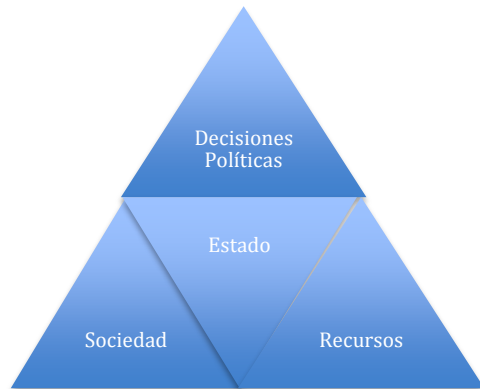 Decisiones
Políticas
Estado
Sociedad
Recursos